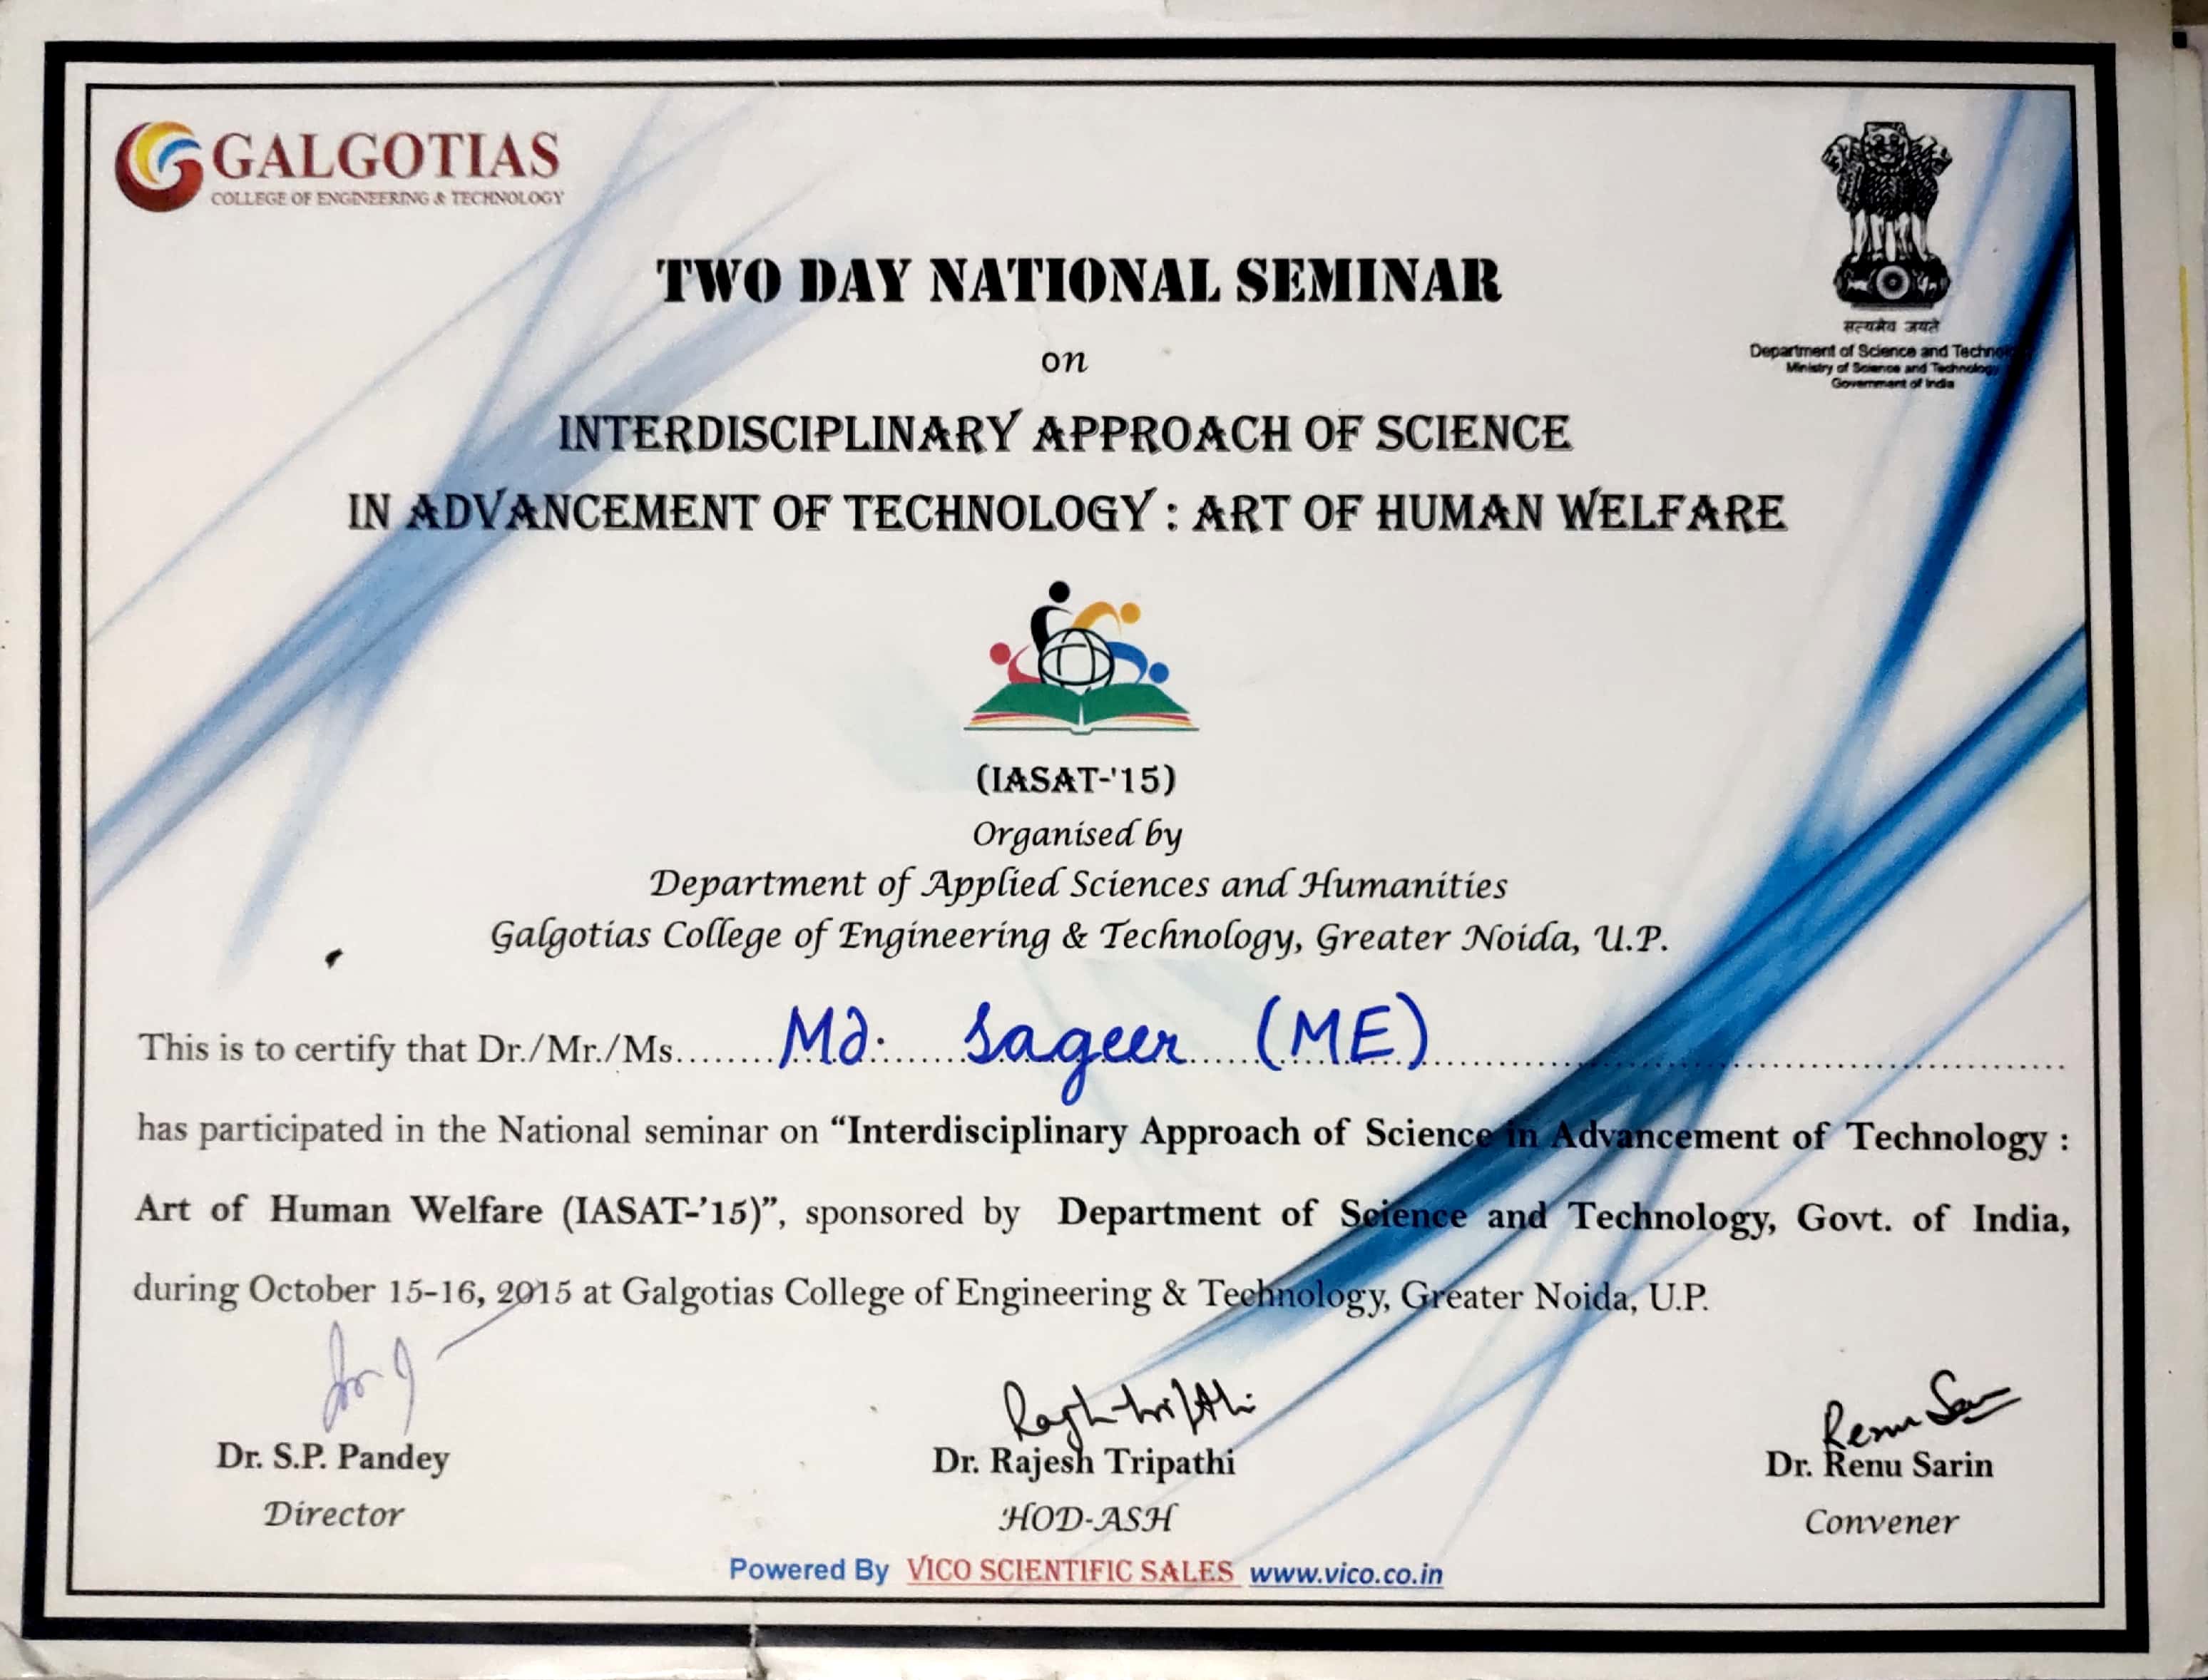 GALGOTIAS
COLLEGE OF ENGINEERING & TECHNOLOGY
सत्यमेव जयते
Department of Science and Techno
Ministry of Science and Technology
Government of India
TWO DAY NATIONAL SEMINAR
on
INTERDISCIPLINARY APPROACH OF SCIENCE
IN ADVANCEMENT OF TECHNOLOGY : ART OF HUMAN WELFARE
(IASAT-'15)
Organised by
Department of Applied Sciences and Humanities
Galgotias College of Engineering & Technology, Greater Noida, U.P.
This is to certify that Dr./Mr./Ms........Md. Sageer (ME)........
has participated in the National seminar on “Interdisciplinary Approach of Science in Advancement of Technology :
Art of Human Welfare (IASAT-’15)”, sponsored by Department of Science and Technology, Govt. of India,
during October 15-16, 2015 at Galgotias College of Engineering & Technology, Greater Noida, U.P.
Renu Sarin
Dr. S.P. Pandey
Dr. Rajesh Tripathi
Dr. Renu Sarin
Director
HOD-ASH
Convener
Powered By VICO SCIENTIFIC SALES www.vico.co.in